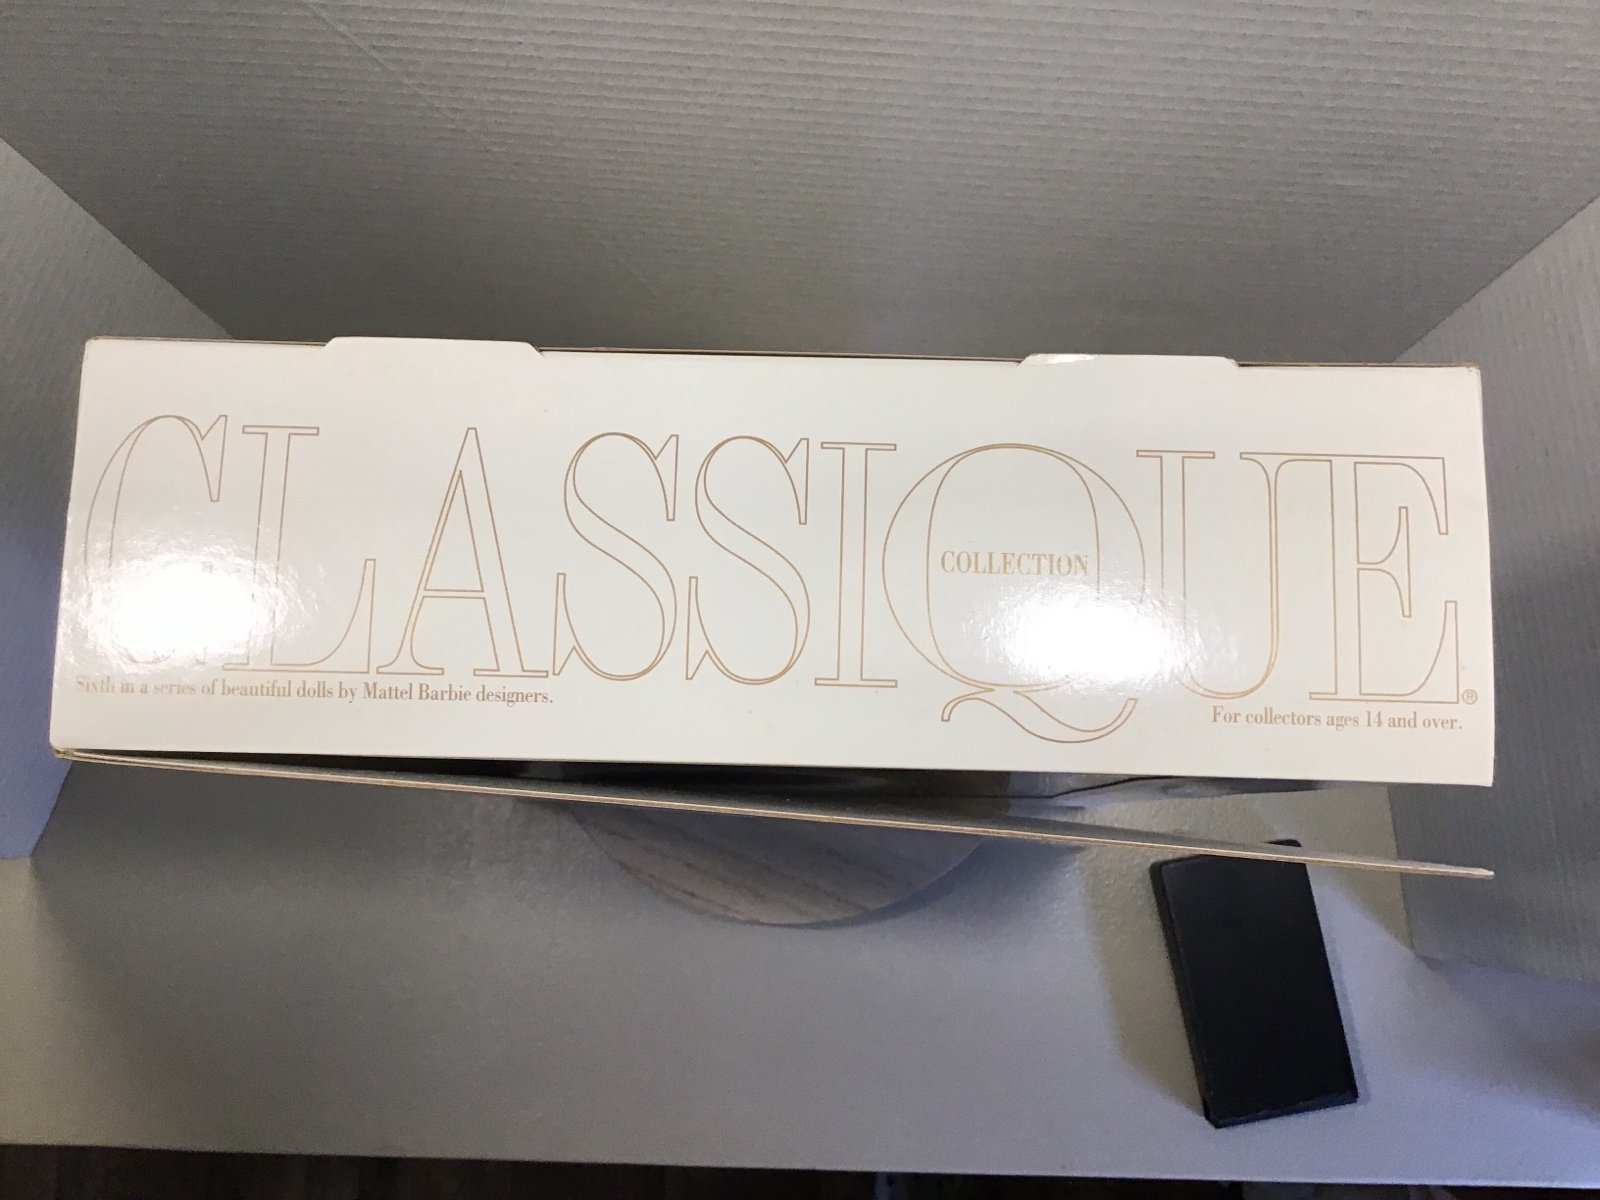 CLASSIQUE
COLLECTION
®
Sixth in a series of beautiful dolls by Mattel Barbie designers.
For collectors ages 14 and over.